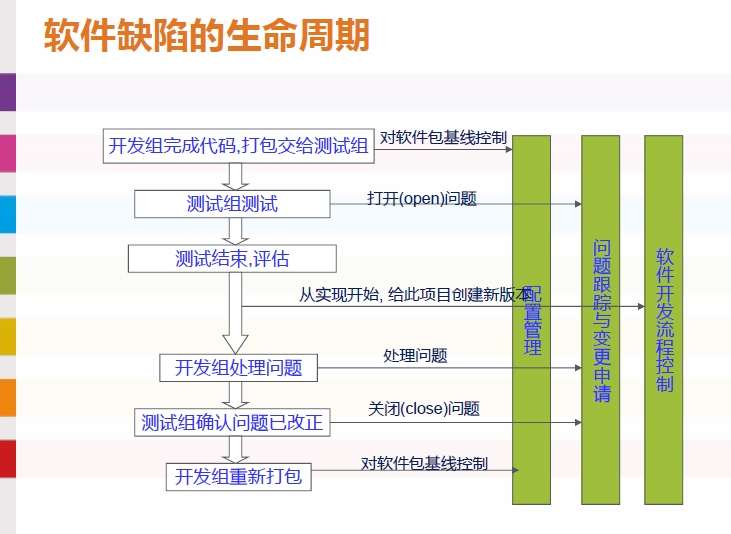 软件缺陷的生命周期
开发组完成代码,打包交给测试组
对软件包基线控制
测试组测试
打开(open)问题
测试结束,评估
从实现开始, 给此项目创建新版本
开发组处理问题
处理问题
测试组确认问题已改正
关闭(close)问题
开发组重新打包
对软件包基线控制
配置管理
问题跟踪与变更申请
软件开发流程控制